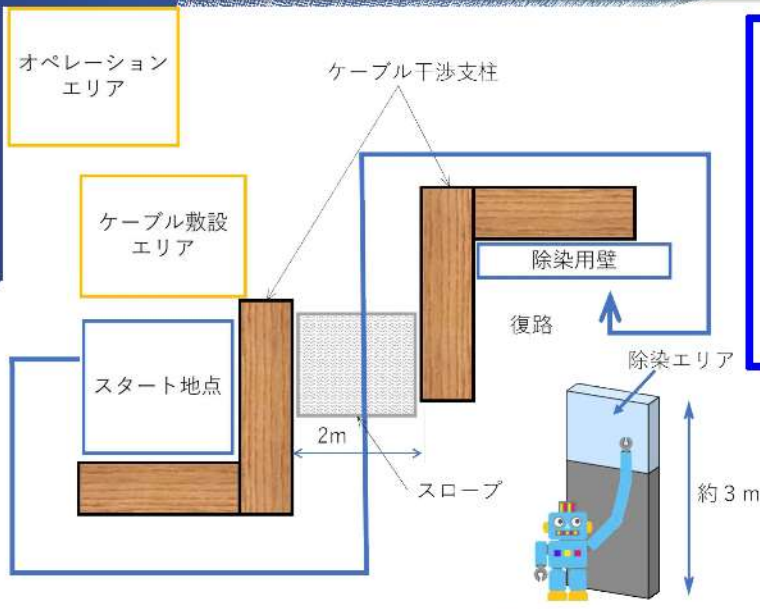 オペレーション
エリア
ケーブル干渉支柱
ケーブル敷設
エリア
除染用壁
復路
除染エリア
スタート地点
2m
スロープ
約3m